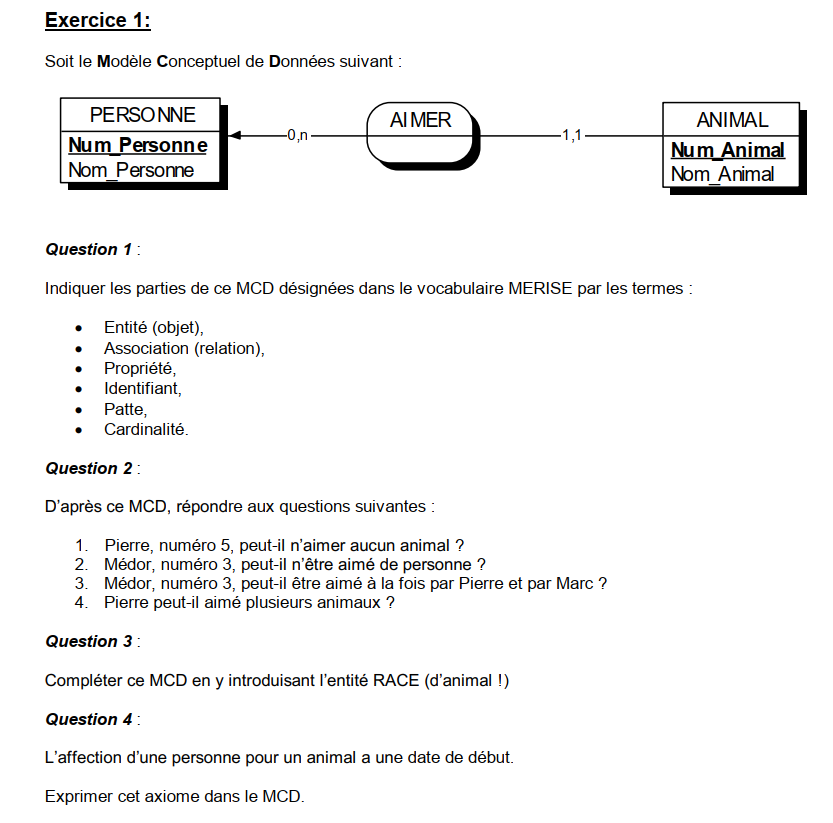 Exercice 1:
Soit le Modèle Conceptuel de Données suivant :
PERSONNE
Num_Personne
Nom_Personne
0,n
AIMER
1,1
ANIMAL
Num_Animal
Nom_Animal
Question 1 :
Indiquer les parties de ce MCD désignées dans le vocabulaire MERISE par les termes :
• Entité (objet),
• Association (relation),
• Propriété,
• Identifiant,
• Patte,
• Cardinalité.
Question 2 :
D’après ce MCD, répondre aux questions suivantes :
1. Pierre, numéro 5, peut-il n’aimer aucun animal ?
2. Médor, numéro 3, peut-il n’être aimé de personne ?
3. Médor, numéro 3, peut-il être aimé à la fois par Pierre et par Marc ?
4. Pierre peut-il aimé plusieurs animaux ?
Question 3 :
Compléter ce MCD en y introduisant l’entité RACE (d’animal !)
Question 4 :
L’affection d’une personne pour un animal a une date de début.
Exprimer cet axiome dans le MCD.